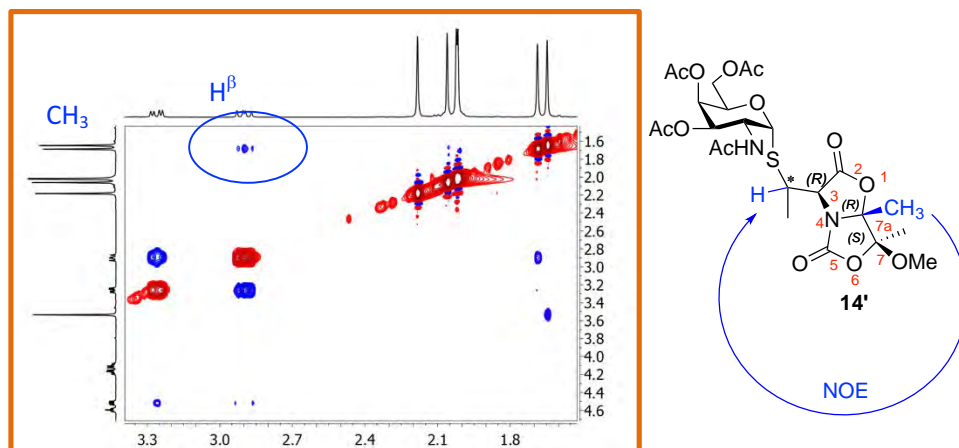 CH₃
Hᵝ
1.6
1.8
2.0
2.2
2.4
2.6
2.8
3.0
3.2
3.4
3.6
3.8
4.0
4.2
4.4
4.6
3.3 3.0 2.7 2.4 2.1 1.8
AcO OAc
O
AcO
AcHN
S
O
H * (R) 2 O 1
3 (R)
N CH₃
4 7a
(S)
O 5 O 7 OMe
6
14'
NOE